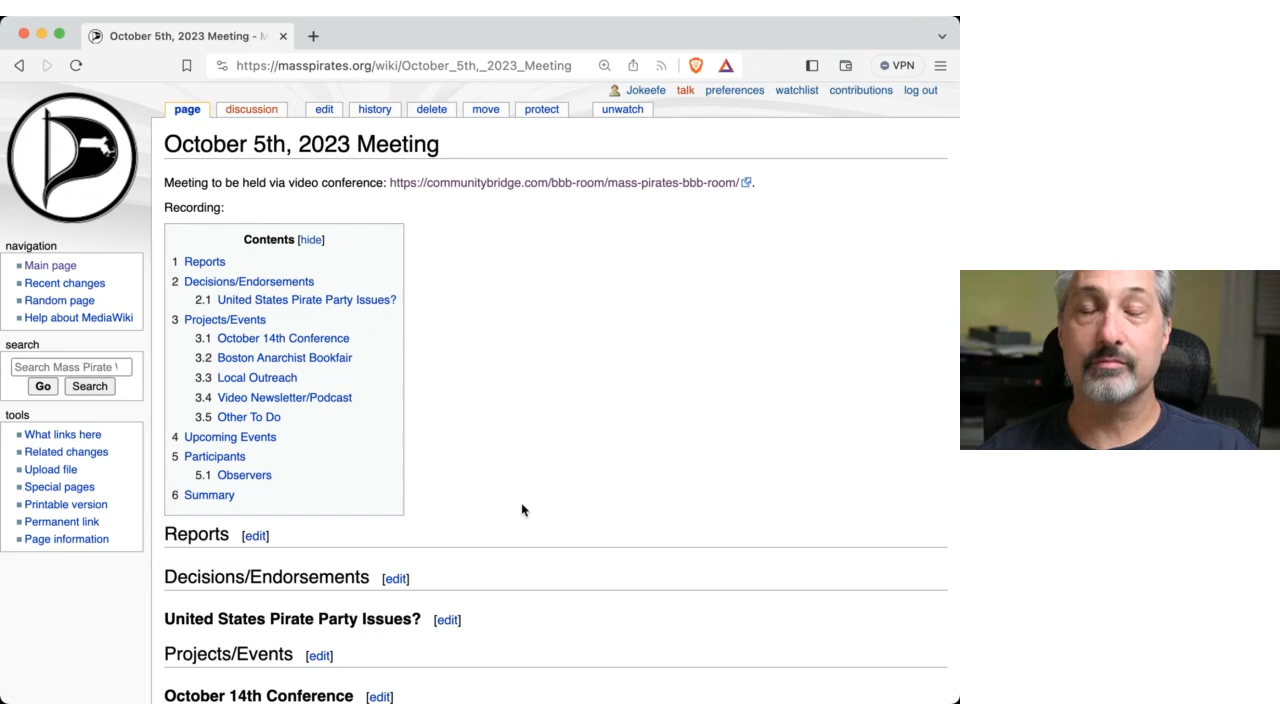 October 5th, 2023 Meeting - M
https://masspirates.org/wiki/October_5th,_2023_Meeting
VPN
Jokeefe talk preferences watchlist contributions log out
page discussion edit history delete move protect unwatch
October 5th, 2023 Meeting
Meeting to be held via video conference: https://communitybridge.com/bbb-room/mass-pirates-bbb-room/.
Recording:
Contents [hide]
1 Reports
2 Decisions/Endorsements
2.1 United States Pirate Party Issues?
3 Projects/Events
3.1 October 14th Conference
3.2 Boston Anarchist Bookfair
3.3 Local Outreach
3.4 Video Newsletter/Podcast
3.5 Other To Do
4 Upcoming Events
5 Participants
5.1 Observers
6 Summary
Reports [edit]
Decisions/Endorsements [edit]
United States Pirate Party Issues? [edit]
Projects/Events [edit]
October 14th Conference [edit]
navigation
Main page
Recent changes
Random page
Help about MediaWiki
search
Search Mass Pirate
Go Search
tools
What links here
Related changes
Upload file
Special pages
Printable version
Permanent link
Page information